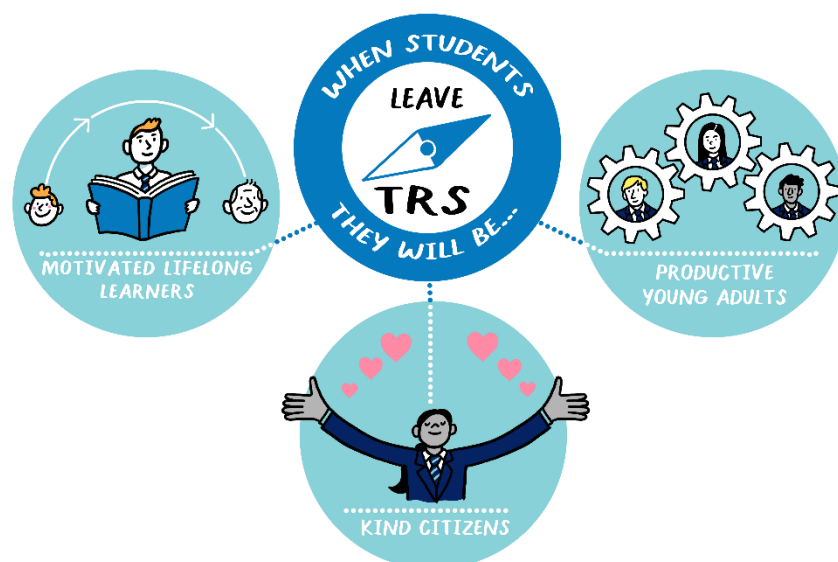 WHEN STUDENTS
LEAVE
TRS
THEY WILL BE...
MOTIVATED LIFELONG
LEARNERS
PRODUCTIVE
YOUNG ADULTS
KIND CITIZENS